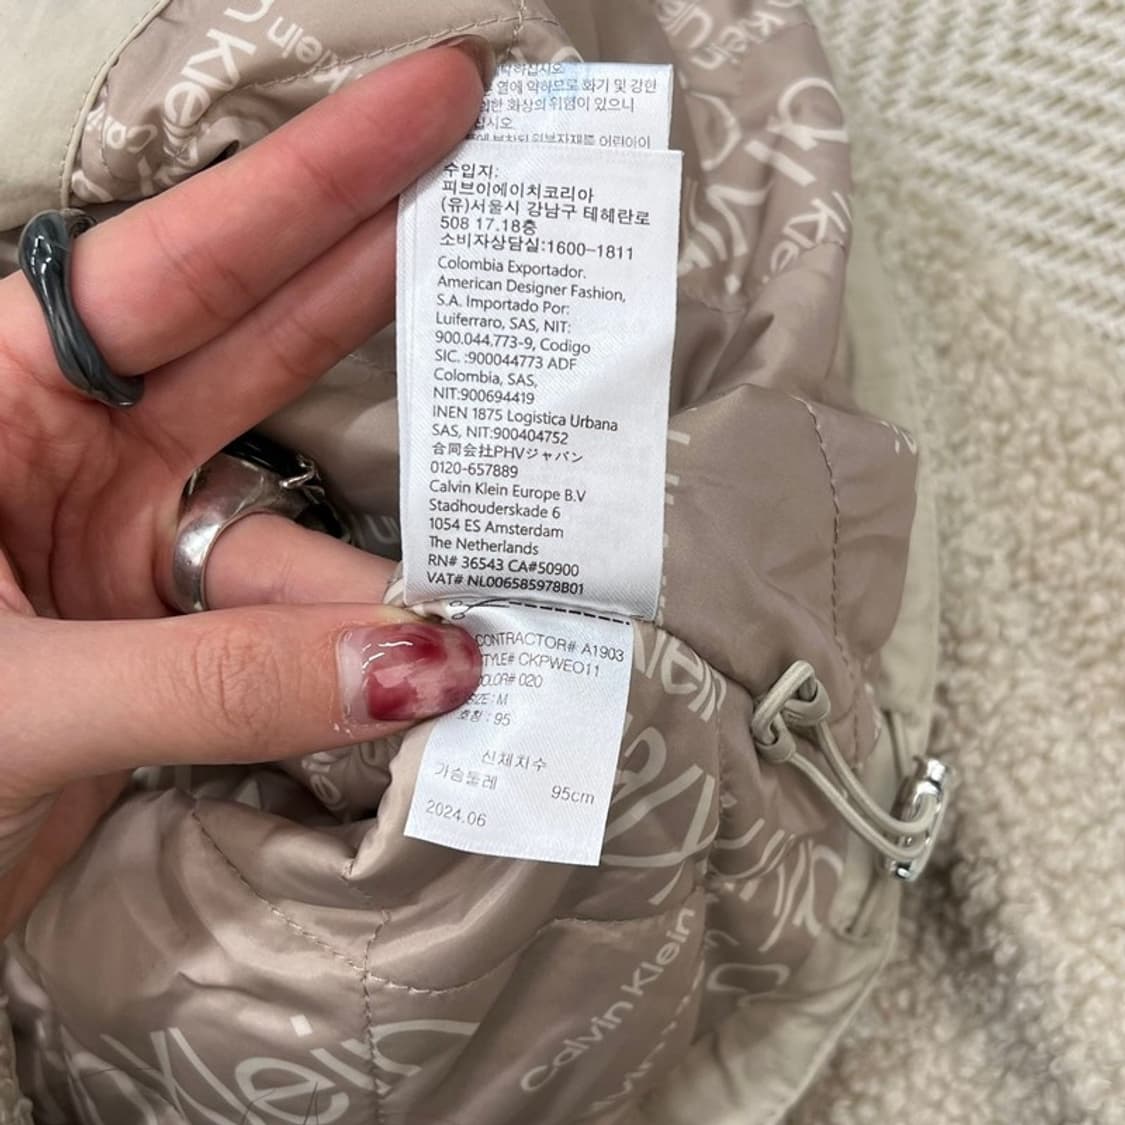 Calvin Klein
열에 약하므로 화기 및 강한
한 화상의 위험이 있으니
십시오.
수입자:
피브이에이치코리아
(유)서울시 강남구 테헤란로
508 17.18층
소비자상담실:1600-1811
Colombia Exportador.
American Designer Fashion,
S.A. Importado Por:
Luiferraro, SAS, NIT:
900.044.773-9, Codigo
SIC. :900044773 ADF
Colombia, SAS,
NIT:900694419
INEN 1875 Logistica Urbana
SAS, NIT:900404752
合同会社PHVジャパン
0120-657889
Calvin Klein Europe B.V
Stadhouderskade 6
1054 ES Amsterdam
The Netherlands
RN# 36543 CA#50900
VAT# NL006585978B01
CONTRACTOR# A1903
STYLE# CKPWEO11
COLOR# 020
SIZE : M
호칭 : 95
신체치수
가슴둘레 95cm
2024.06
Calvin Klein